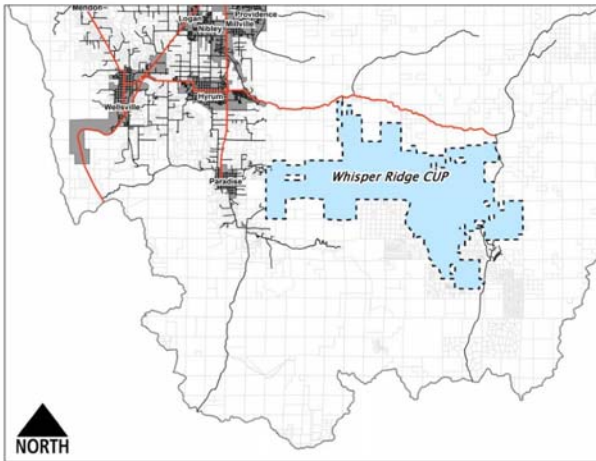 Mendon
Logan
Providence
Nibley
Millville
Wellsville
Hyrum
Paradise
Whisper Ridge CUP
NORTH